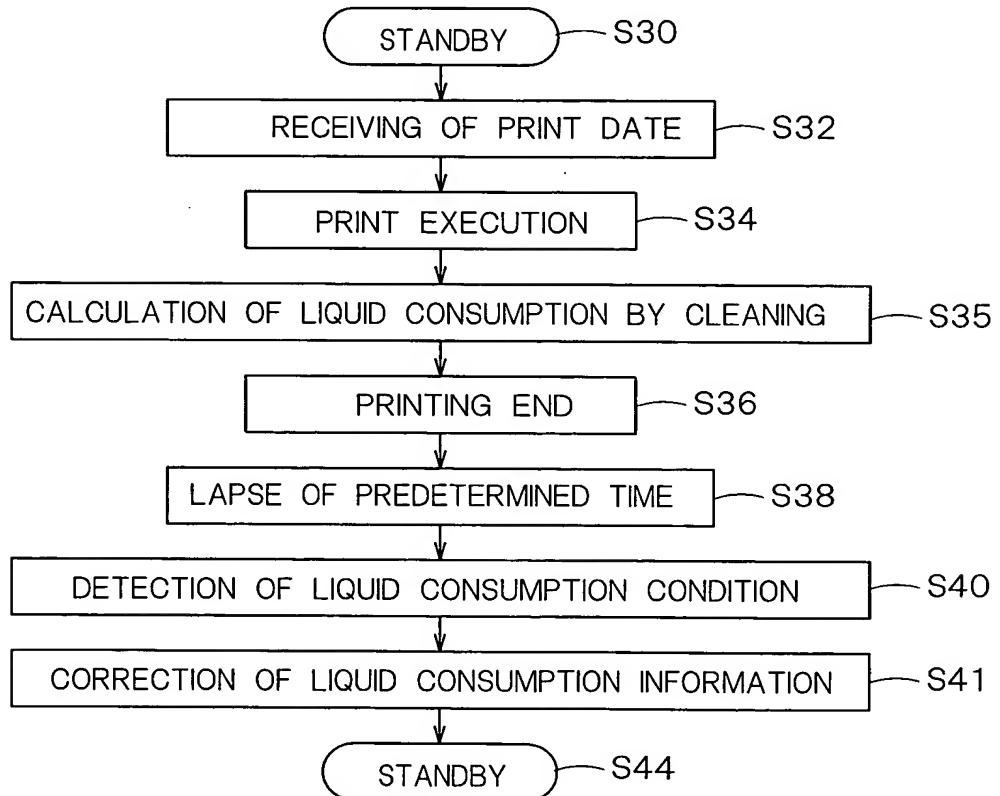 STANDBY S30
RECEIVING OF PRINT DATE S32
PRINT EXECUTION S34
CALCULATION OF LIQUID CONSUMPTION BY CLEANING S35
PRINTING END S36
LAPSE OF PREDETERMINED TIME S38
DETECTION OF LIQUID CONSUMPTION CONDITION S40
CORRECTION OF LIQUID CONSUMPTION INFORMATION S41
STANDBY S44